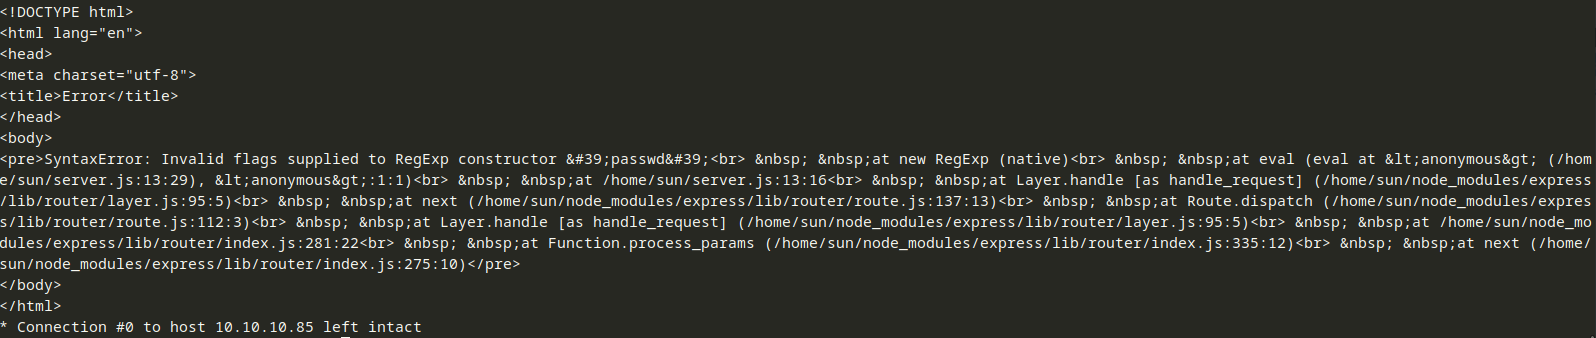 <!DOCTYPE html>
<html lang="en">
<head>
<meta charset="utf-8">
<title>Error</title>
</head>
<body>
<pre>SyntaxError: Invalid flags supplied to RegExp constructor &#39;passwd&#39;<br> &nbsp; &nbsp;at new RegExp (native)<br> &nbsp; &nbsp;at eval (eval at &lt;anonymous&gt; (/hom
e/sun/server.js:13:29), &lt;anonymous&gt;:1:1)<br> &nbsp; &nbsp;at /home/sun/server.js:13:16<br> &nbsp; &nbsp;at Layer.handle [as handle_request] (/home/sun/node_modules/express
/lib/router/layer.js:95:5)<br> &nbsp; &nbsp;at next (/home/sun/node_modules/express/lib/router/route.js:137:13)<br> &nbsp; &nbsp;at Route.dispatch (/home/sun/node_modules/expres
s/lib/router/route.js:112:3)<br> &nbsp; &nbsp;at Layer.handle [as handle_request] (/home/sun/node_modules/express/lib/router/layer.js:95:5)<br> &nbsp; &nbsp;at /home/sun/node_mo
dules/express/lib/router/index.js:281:22<br> &nbsp; &nbsp;at Function.process_params (/home/sun/node_modules/express/lib/router/index.js:335:12)<br> &nbsp; &nbsp;at next (/home/
sun/node_modules/express/lib/router/index.js:275:10)</pre>
</body>
</html>
* Connection #0 to host 10.10.10.85 left intact